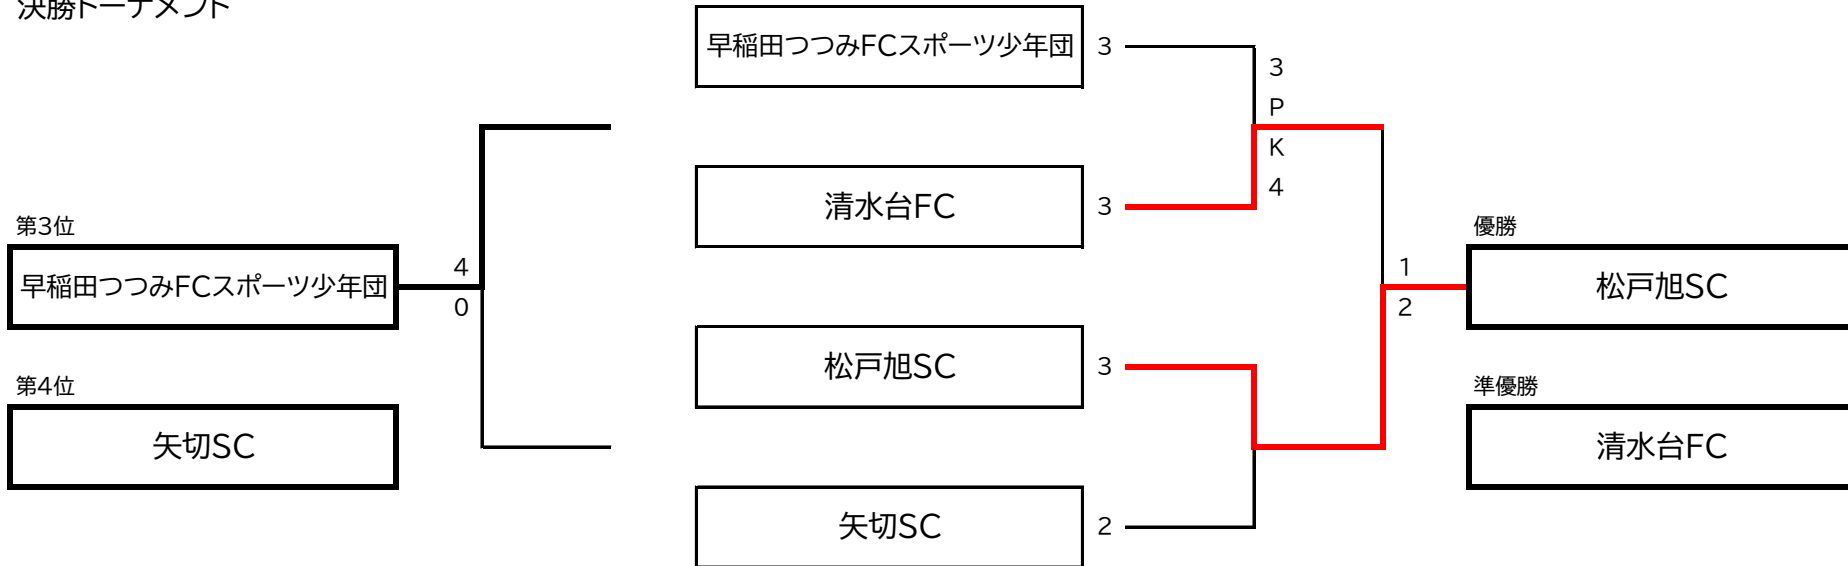 決勝トーナメント
早稲田つつみFCスポーツ少年団
3
3
P
K
4
清水台FC
3
第3位
早稲田つつみFCスポーツ少年団
4
0
優勝
松戸旭SC
1
2
松戸旭SC
3
第4位
矢切SC
準優勝
清水台FC
矢切SC
2